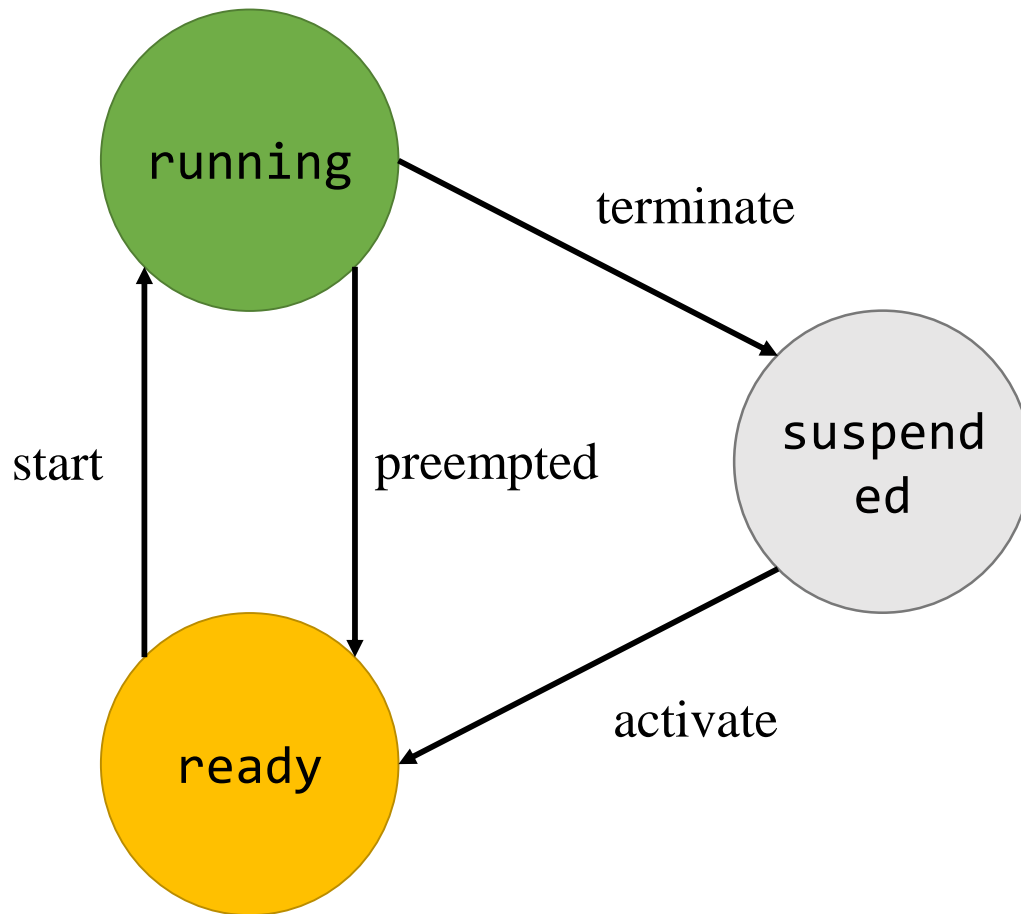 running
terminate
suspend
ed
start
preempted
activate
ready